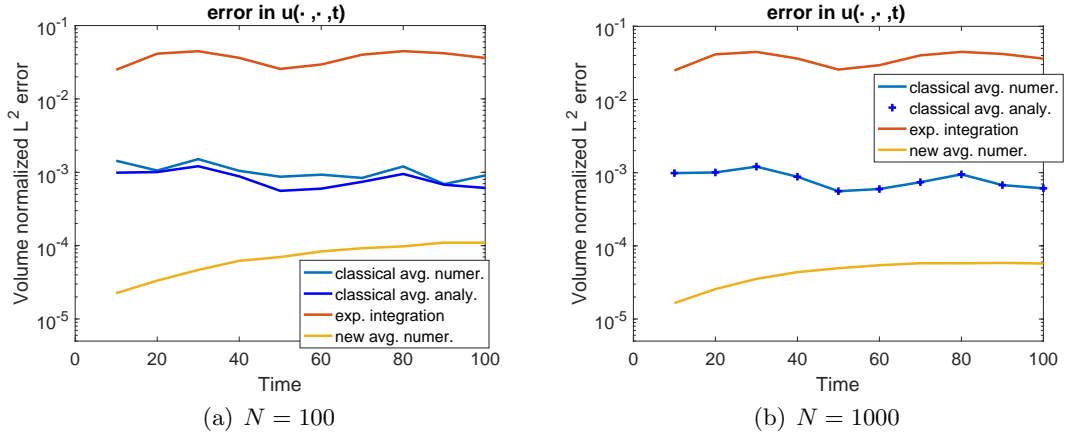 error in u(· ,· ,t)
Volume normalized L² error
10⁻¹
10⁻²
10⁻³
10⁻⁴
10⁻⁵
classical avg. numer.
classical avg. analy.
exp. integration
new avg. numer.
0 20 40 60 80 100
Time
(a) N = 100
error in u(· ,· ,t)
Volume normalized L² error
10⁻¹
10⁻²
10⁻³
10⁻⁴
10⁻⁵
classical avg. numer.
classical avg. analy.
exp. integration
new avg. numer.
0 20 40 60 80 100
Time
(b) N = 1000